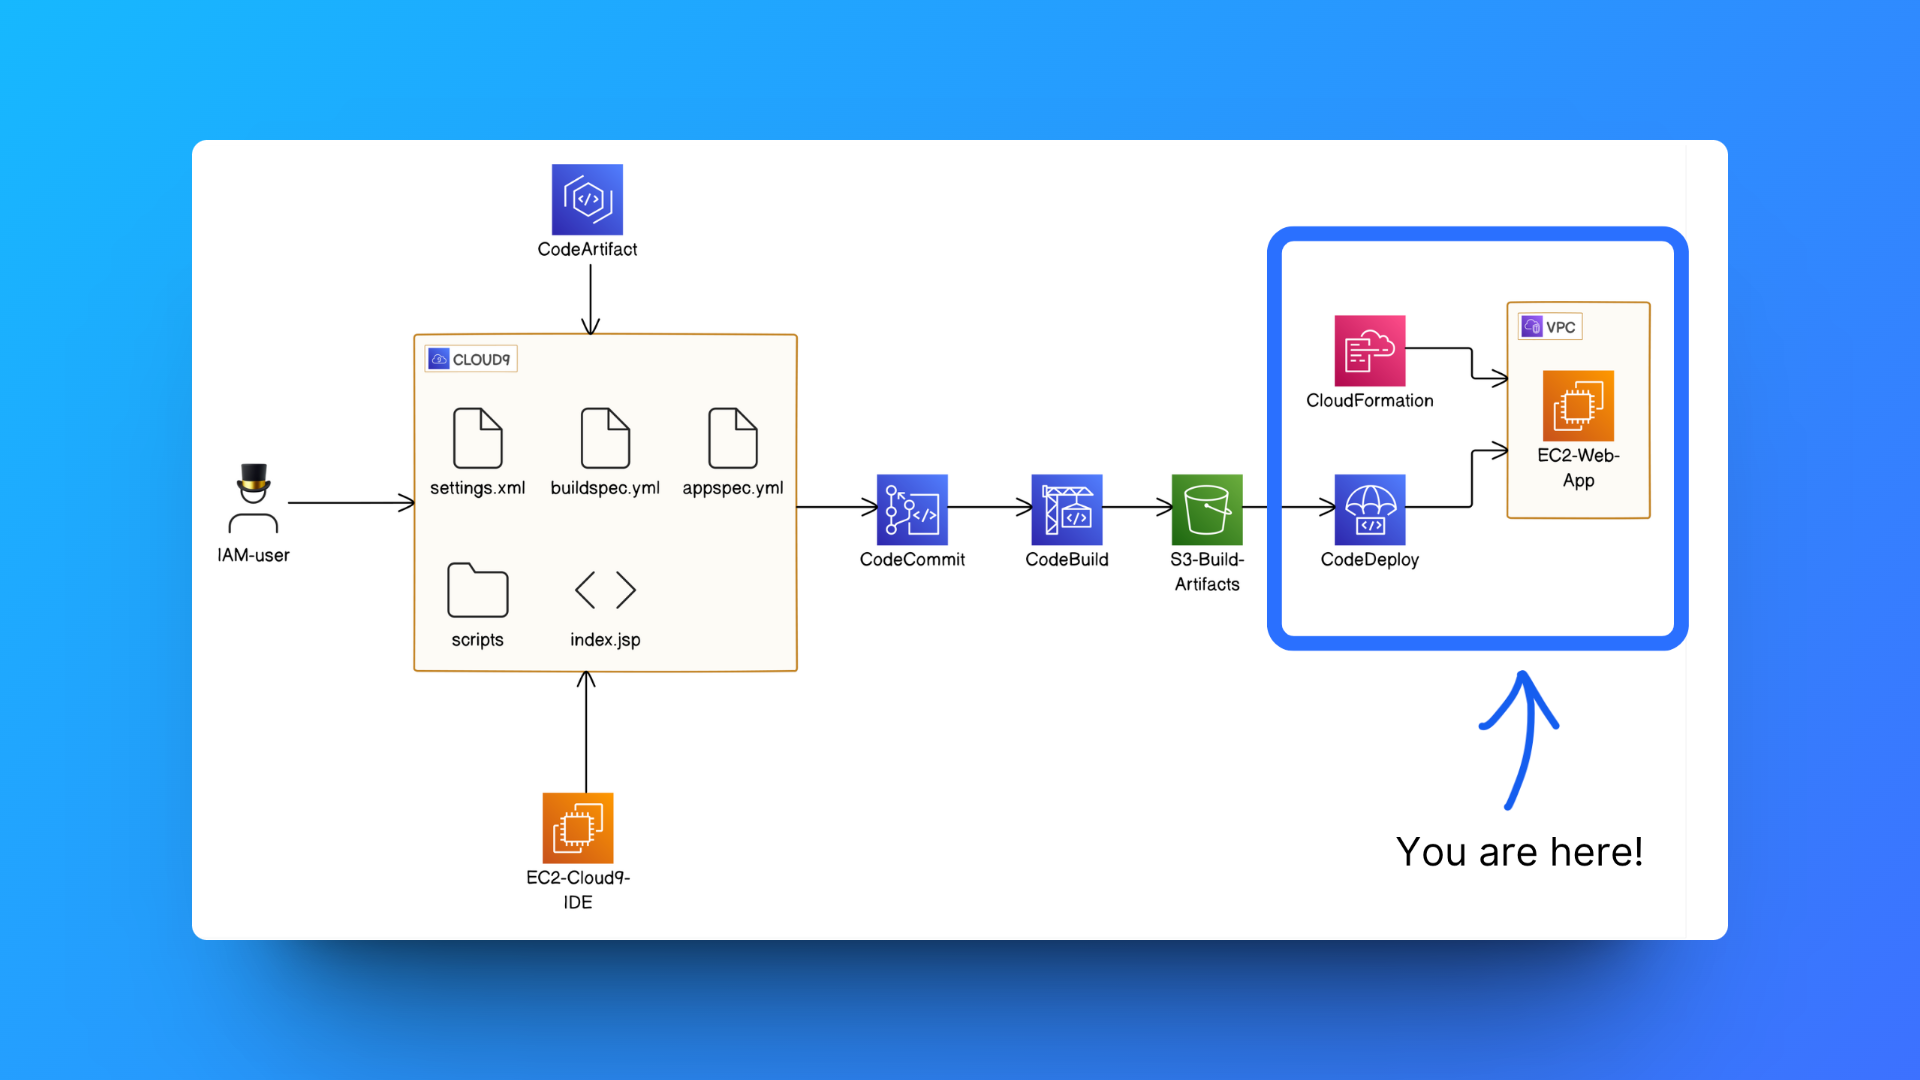 CodeArtifact
CLOUD9
settings.xml
buildspec.yml
appspec.yml
scripts
index.jsp
IAM-user
EC2-Cloud9-
IDE
CodeCommit
CodeBuild
S3-Build-
Artifacts
CloudFormation
CodeDeploy
VPC
EC2-Web-
App
You are here!